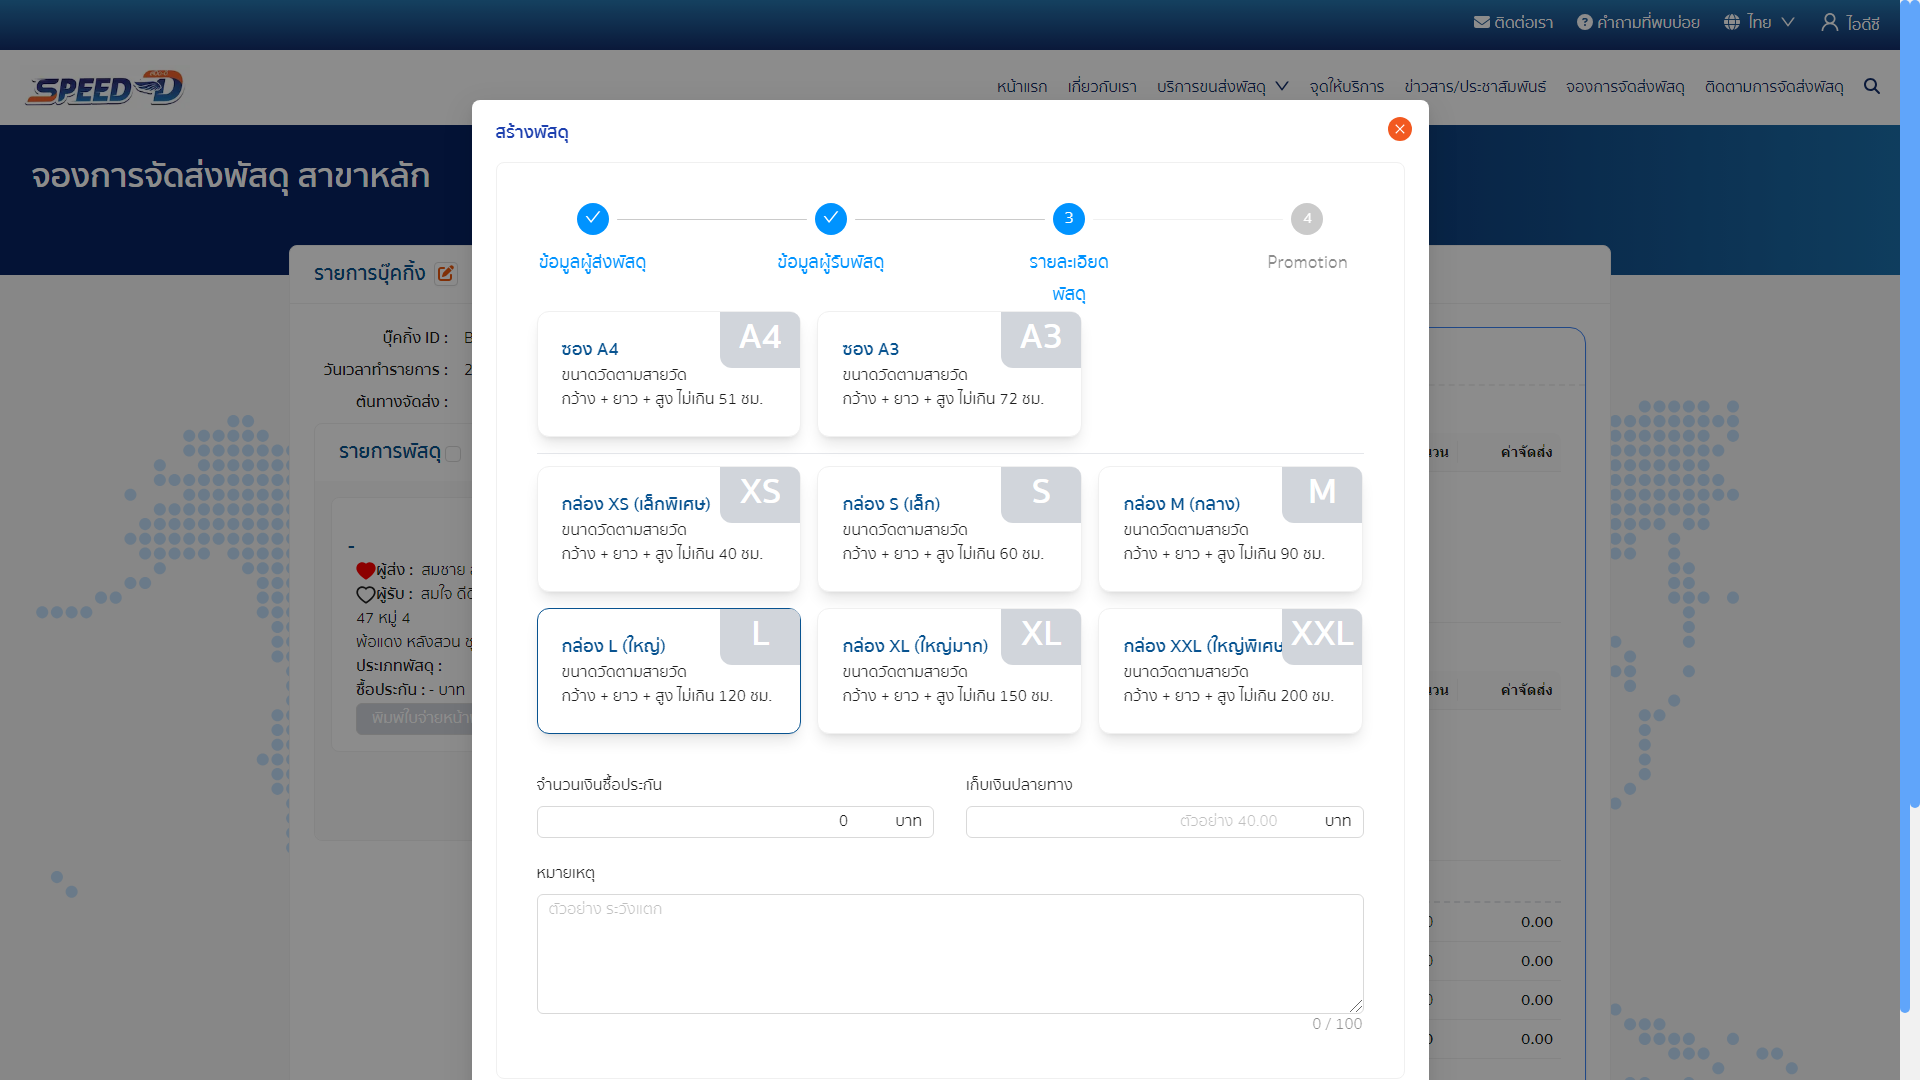 ติดต่อเรา
คำถามที่พบบ่อย
ไทย
ไอดีซี
SPEED-D
หน้าแรก
เกี่ยวกับเรา
บริการขนส่งพัสดุ
จุดให้บริการ
ข่าวสาร/ประชาสัมพันธ์
จองการจัดส่งพัสดุ
ติดตามการจัดส่งพัสดุ
จองการจัดส่งพัสดุ สาขาหลัก
รายการบุ๊คกิ้ง
บุ๊คกิ้ง ID :
วันเวลาทำรายการ : 2
ต้นทางจัดส่ง :
รายการพัสดุ
-
ผู้ส่ง : สมชาย
ผู้รับ : สมใจ
47 หมู่ 4
พ้อแดง หลังสวน
ประเภทพัสดุ :
ซื้อประกัน : - บาท
สร้างพัสดุ
ข้อมูลผู้ส่งพัสดุ
ข้อมูลผู้รับพัสดุ
3
รายละเอียด
พัสดุ
4
Promotion
ซอง A4
A4
ขนาดวัดตามสายวัด
กว้าง + ยาว + สูง ไม่เกิน 51 ซม.
ซอง A3
A3
ขนาดวัดตามสายวัด
กว้าง + ยาว + สูง ไม่เกิน 72 ซม.
กล่อง XS (เล็กพิเศษ)
XS
ขนาดวัดตามสายวัด
กว้าง + ยาว + สูง ไม่เกิน 40 ซม.
กล่อง S (เล็ก)
S
ขนาดวัดตามสายวัด
กว้าง + ยาว + สูง ไม่เกิน 60 ซม.
กล่อง M (กลาง)
M
ขนาดวัดตามสายวัด
กว้าง + ยาว + สูง ไม่เกิน 90 ซม.
กล่อง L (ใหญ่)
L
ขนาดวัดตามสายวัด
กว้าง + ยาว + สูง ไม่เกิน 120 ซม.
กล่อง XL (ใหญ่มาก)
XL
ขนาดวัดตามสายวัด
กว้าง + ยาว + สูง ไม่เกิน 150 ซม.
กล่อง XXL (ใหญ่พิเศษ
XXL
ขนาดวัดตามสายวัด
กว้าง + ยาว + สูง ไม่เกิน 200 ซม.
จำนวนเงินซื้อประกัน
0 บาท
เก็บเงินปลายทาง
ตัวอย่าง 40.00 บาท
หมายเหตุ
ตัวอย่าง ระวังแตก
0 / 100
ค่าจัดส่ง
ค่าจัดส่ง
0.00
0.00
0.00
0.00